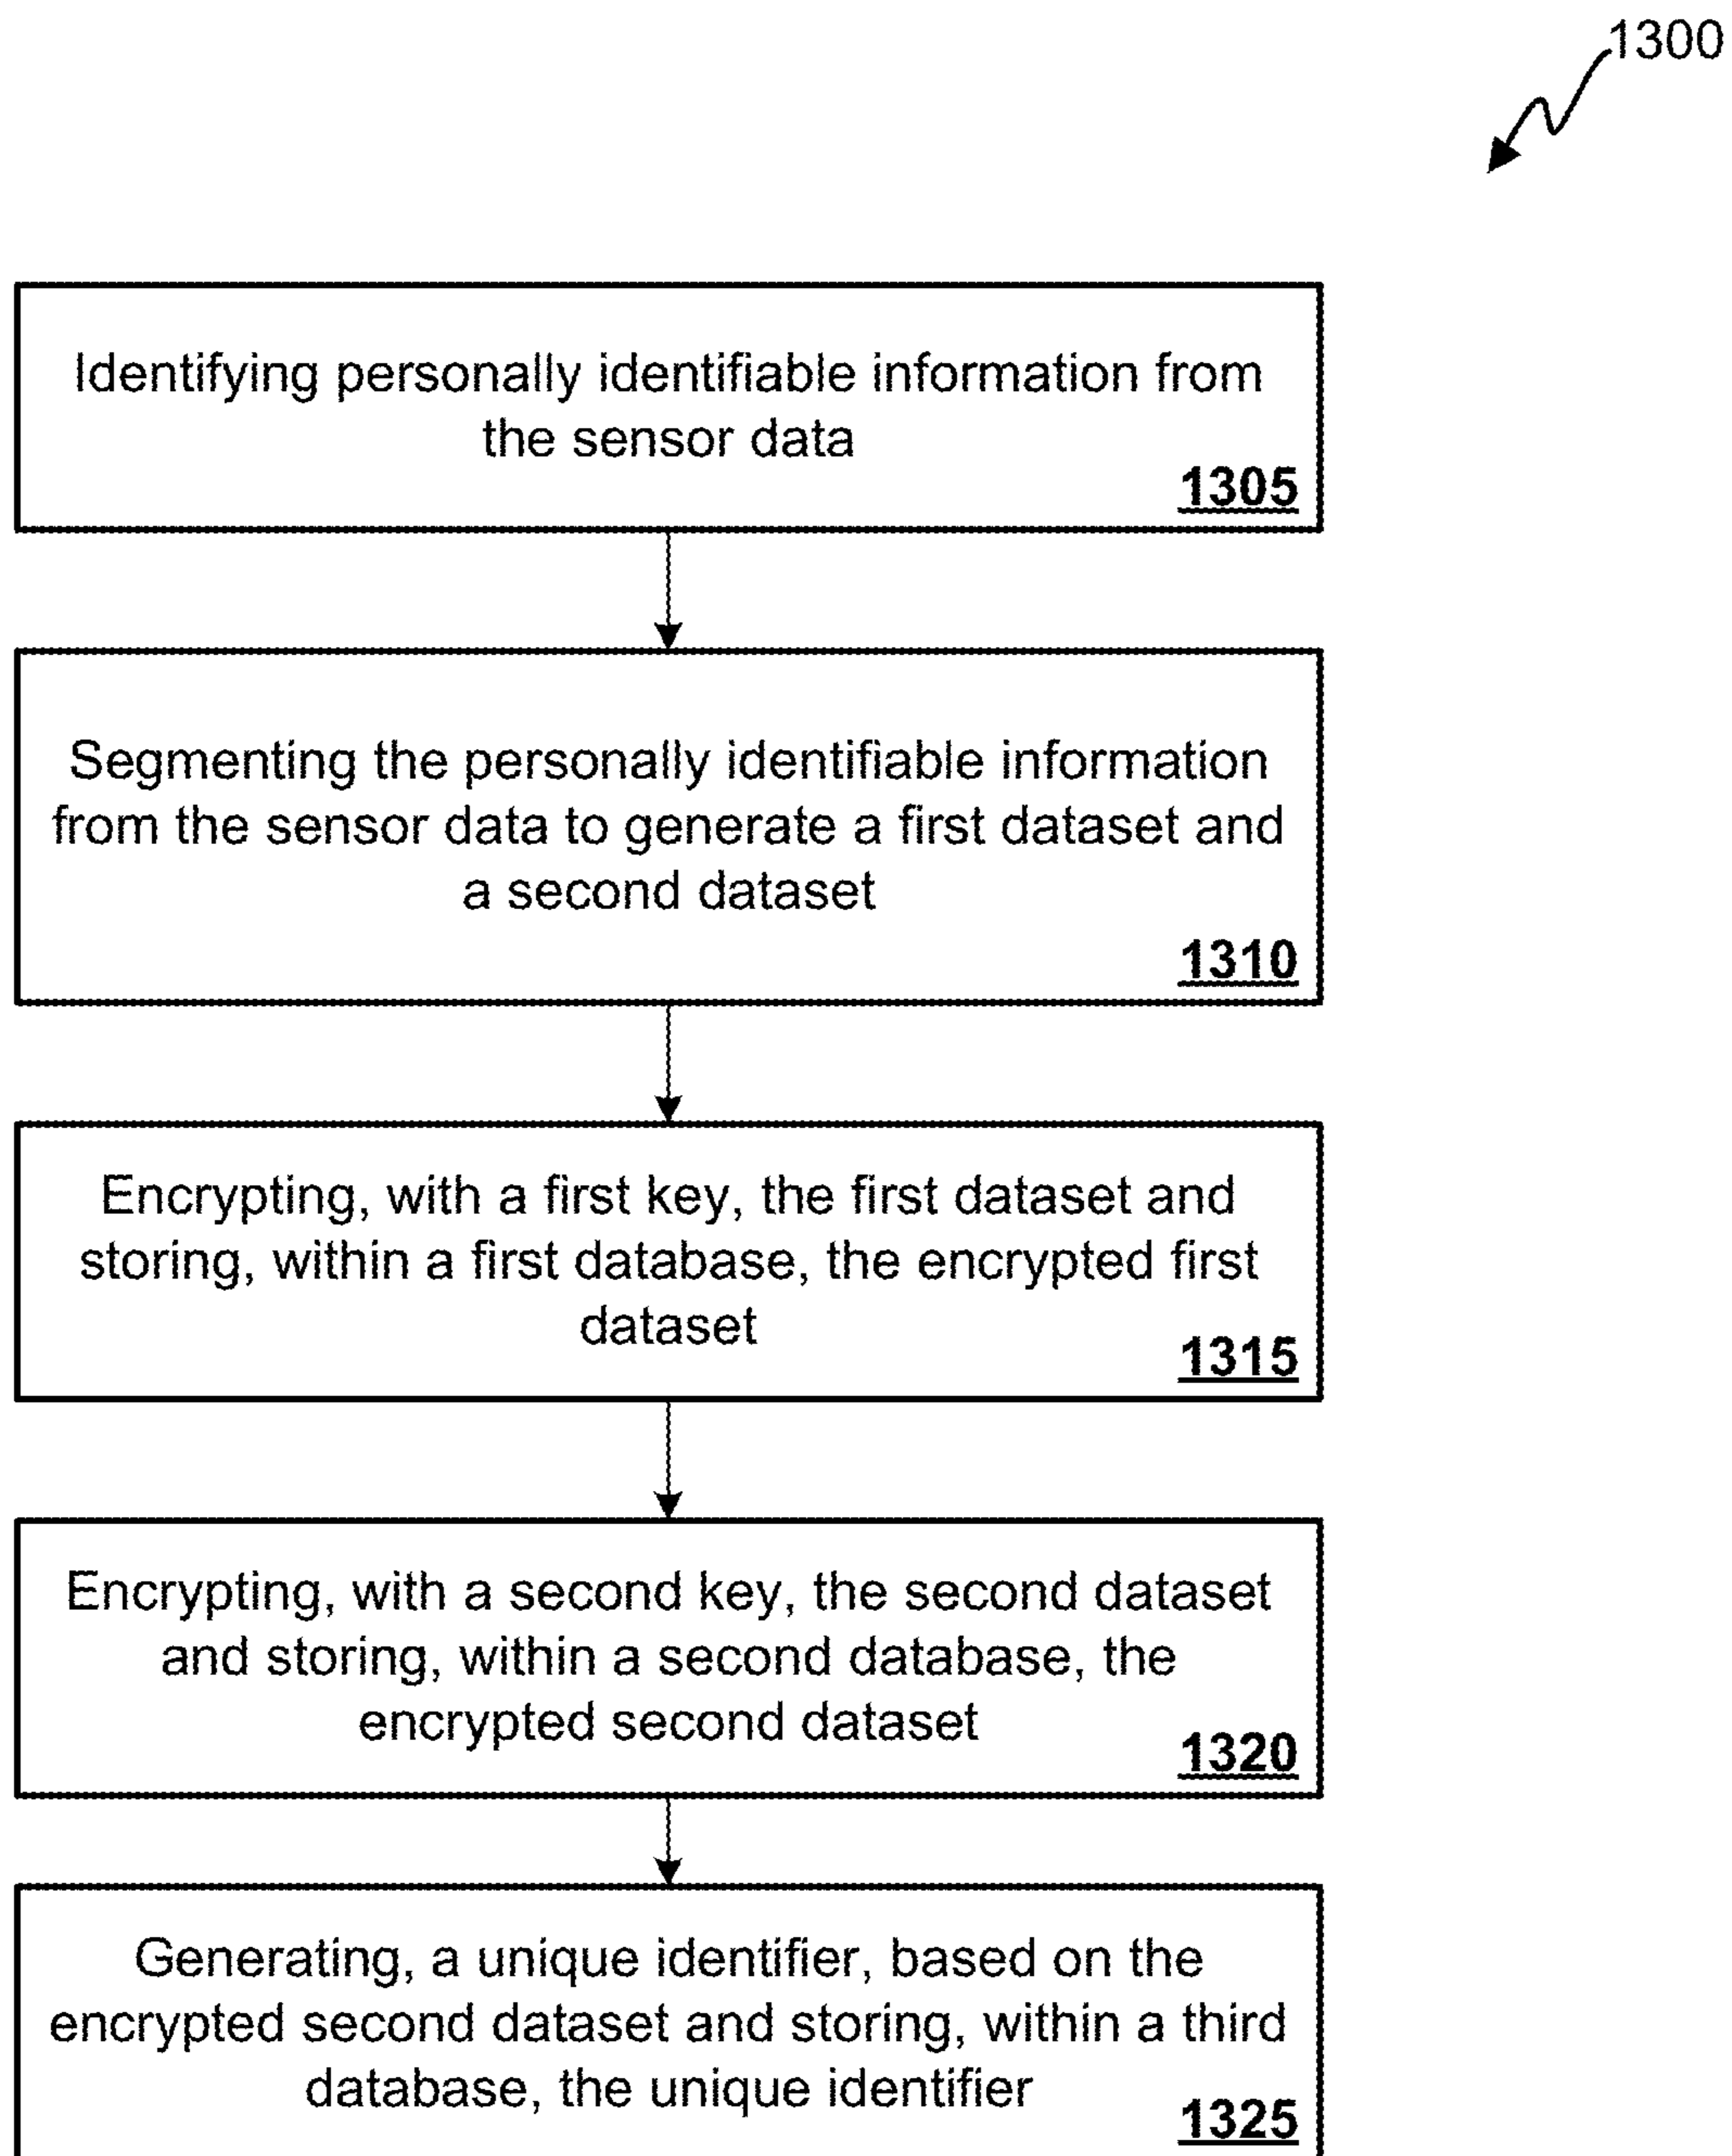 1300
Identifying personally identifiable information from
the sensor data
1305
Segmenting the personally identifiable information
from the sensor data to generate a first dataset and
a second dataset
1310
Encrypting, with a first key, the first dataset and
storing, within a first database, the encrypted first
dataset
1315
Encrypting, with a second key, the second dataset
and storing, within a second database, the
encrypted second dataset
1320
Generating, a unique identifier, based on the
encrypted second dataset and storing, within a third
database, the unique identifier
1325